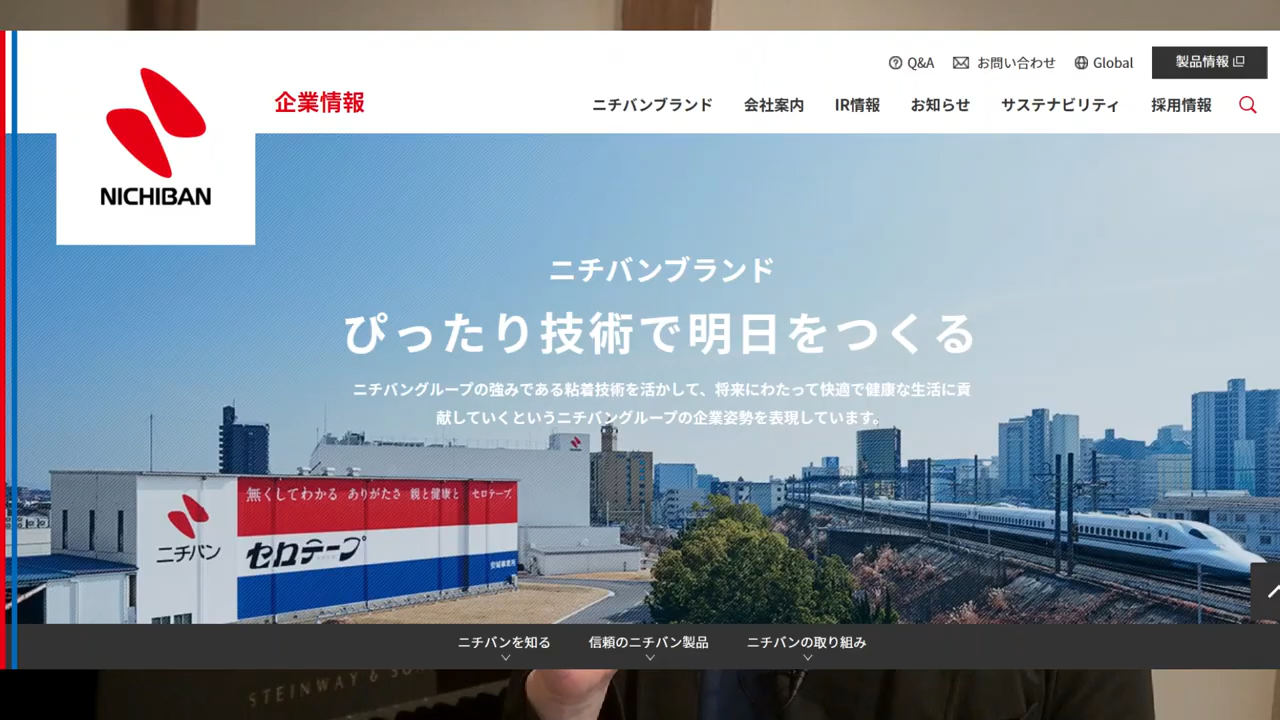 Q&A
お問い合わせ
Global
製品情報
企業情報
ニチバンブランド
会社案内
IR情報
お知らせ
サステナビリティ
採用情報
NICHIBAN
ニチバンブランド
ぴったり技術で明日をつくる
ニチバングループの強みである粘着技術を活かして、将来にわたって快適で健康な生活に貢
献していくというニチバングループの企業姿勢を表現しています。
無くしてわかる ありがたさ 親と健康と セロテープ
ニチバン
セロテープ
安城事業所
ニチバンを知る
信頼のニチバン製品
ニチバンの取り組み
STEINWAY & SO